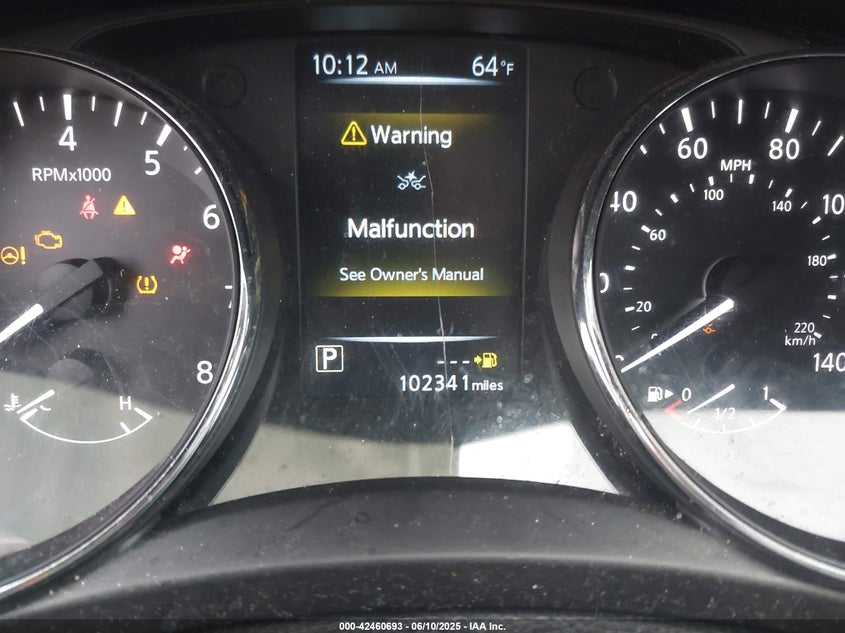 10:12 AM 64°F
Warning
Malfunction
See Owner's Manual
P
---
102341 miles
4
5
6
8
RPMx1000
H
40
60
80
MPH
20
60
100
140
180
220
km/h
140
0
1/2
1
000-42460693 - 06/10/2025 - IAA Inc.